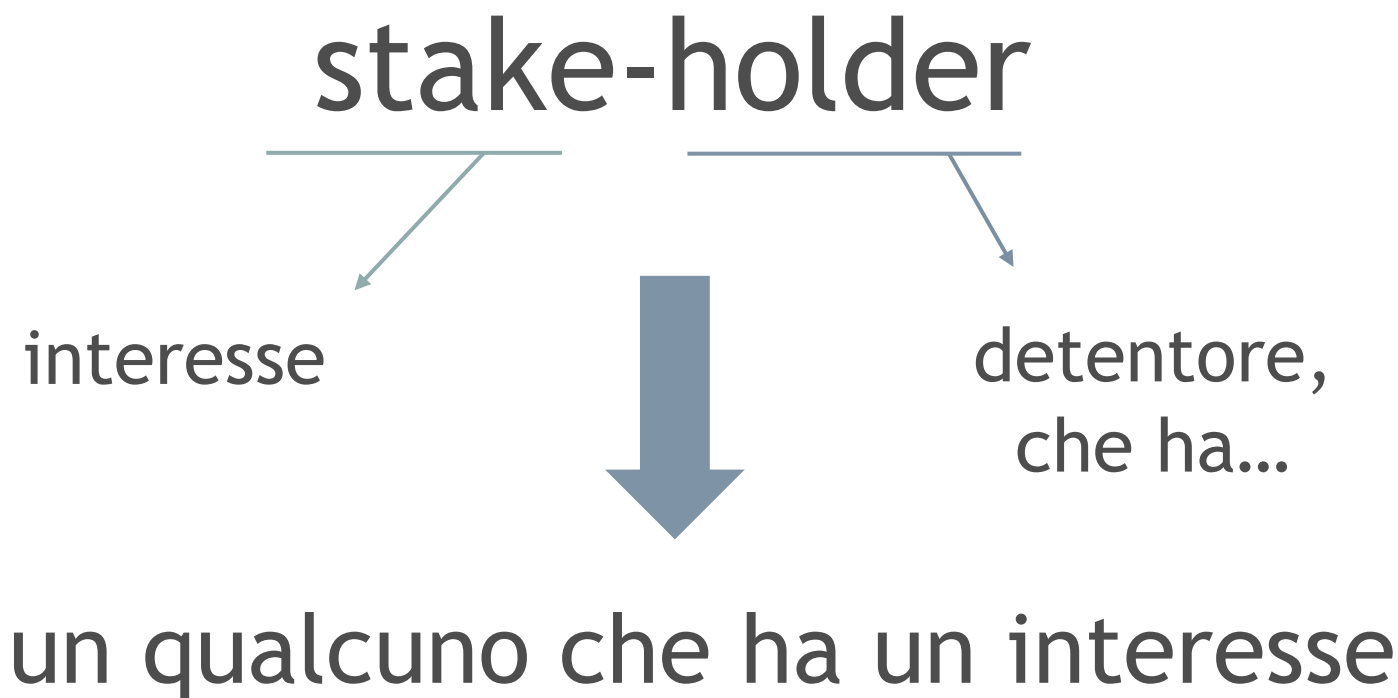 stake-holder
interesse
detentore,
che ha…
un qualcuno che ha un interesse